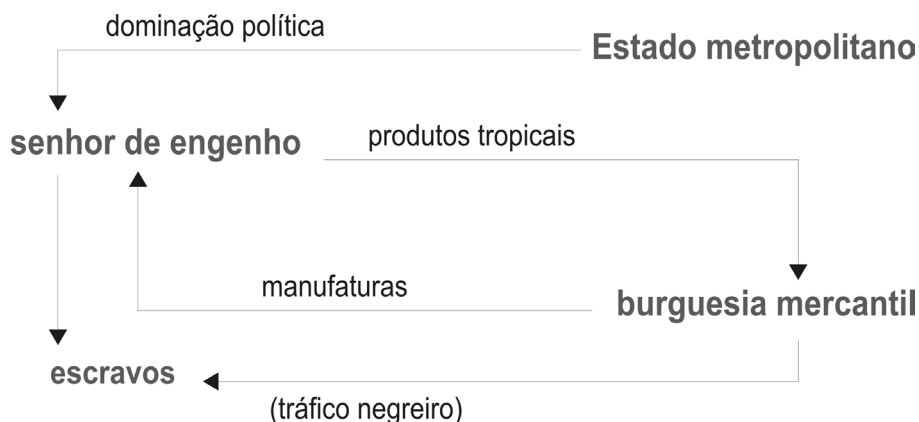 dominação política
Estado metropolitano
senhor de engenho
produtos tropicais
manufaturas
burguesia mercantil
escravos
(tráfico negreiro)